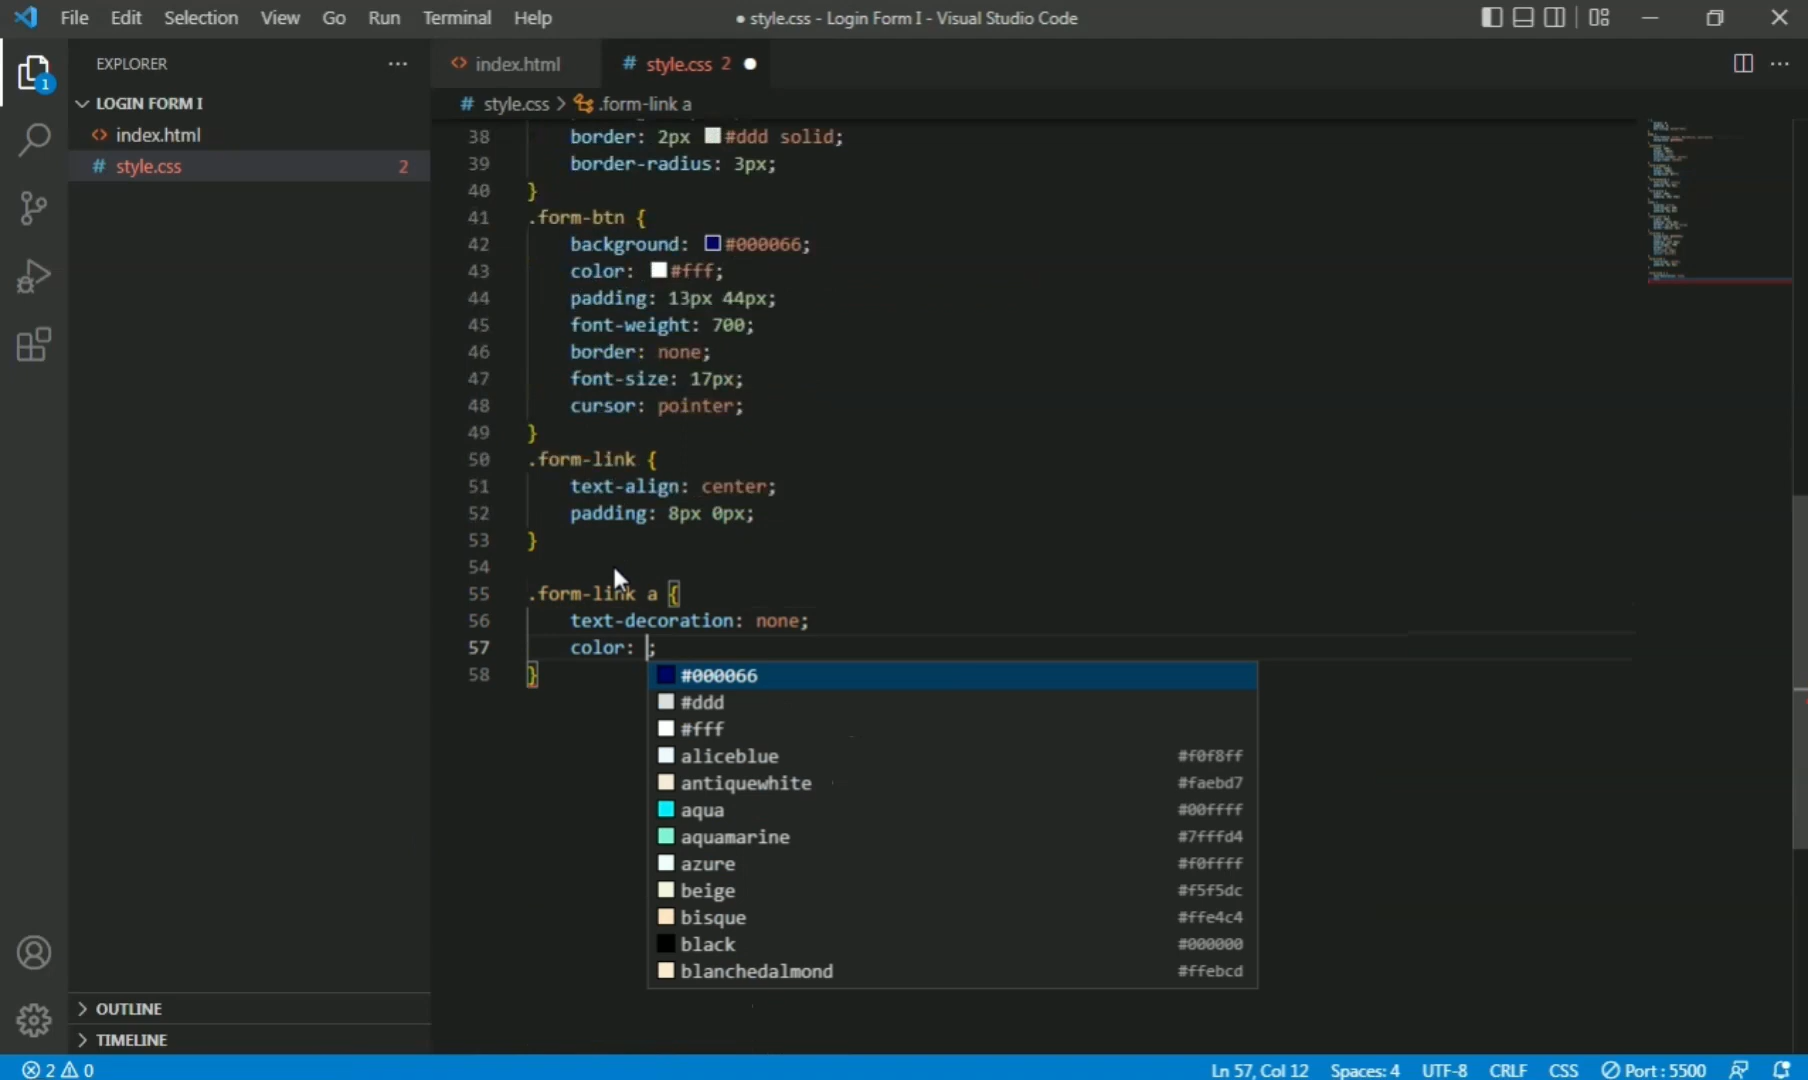 File Edit Selection View Go Run Terminal Help
● style.css - Login Form I - Visual Studio Code
EXPLORER
LOGIN FORM I
index.html
style.css 2
OUTLINE
TIMELINE
1
index.html
# style.css 2 ●
# style.css > .form-link a
38 border: 2px #ddd solid;
39 border-radius: 3px;
40 }
41 .form-btn {
42 background: #000066;
43 color: #fff;
44 padding: 13px 44px;
45 font-weight: 700;
46 border: none;
47 font-size: 17px;
48 cursor: pointer;
49 }
50 .form-link {
51 text-align: center;
52 padding: 8px 0px;
53 }
54
55 .form-link a {
56 text-decoration: none;
57 color: ;
58 }
#000066
#ddd
#fff
aliceblue #f0f8ff
antiquewhite #faebd7
aqua #00ffff
aquamarine #7fffd4
azure #f0ffff
beige #f5f5dc
bisque #ffe4c4
black #000000
blanchedalmond #ffebcd
2 0
Ln 57, Col 12 Spaces: 4 UTF-8 CRLF CSS Port : 5500